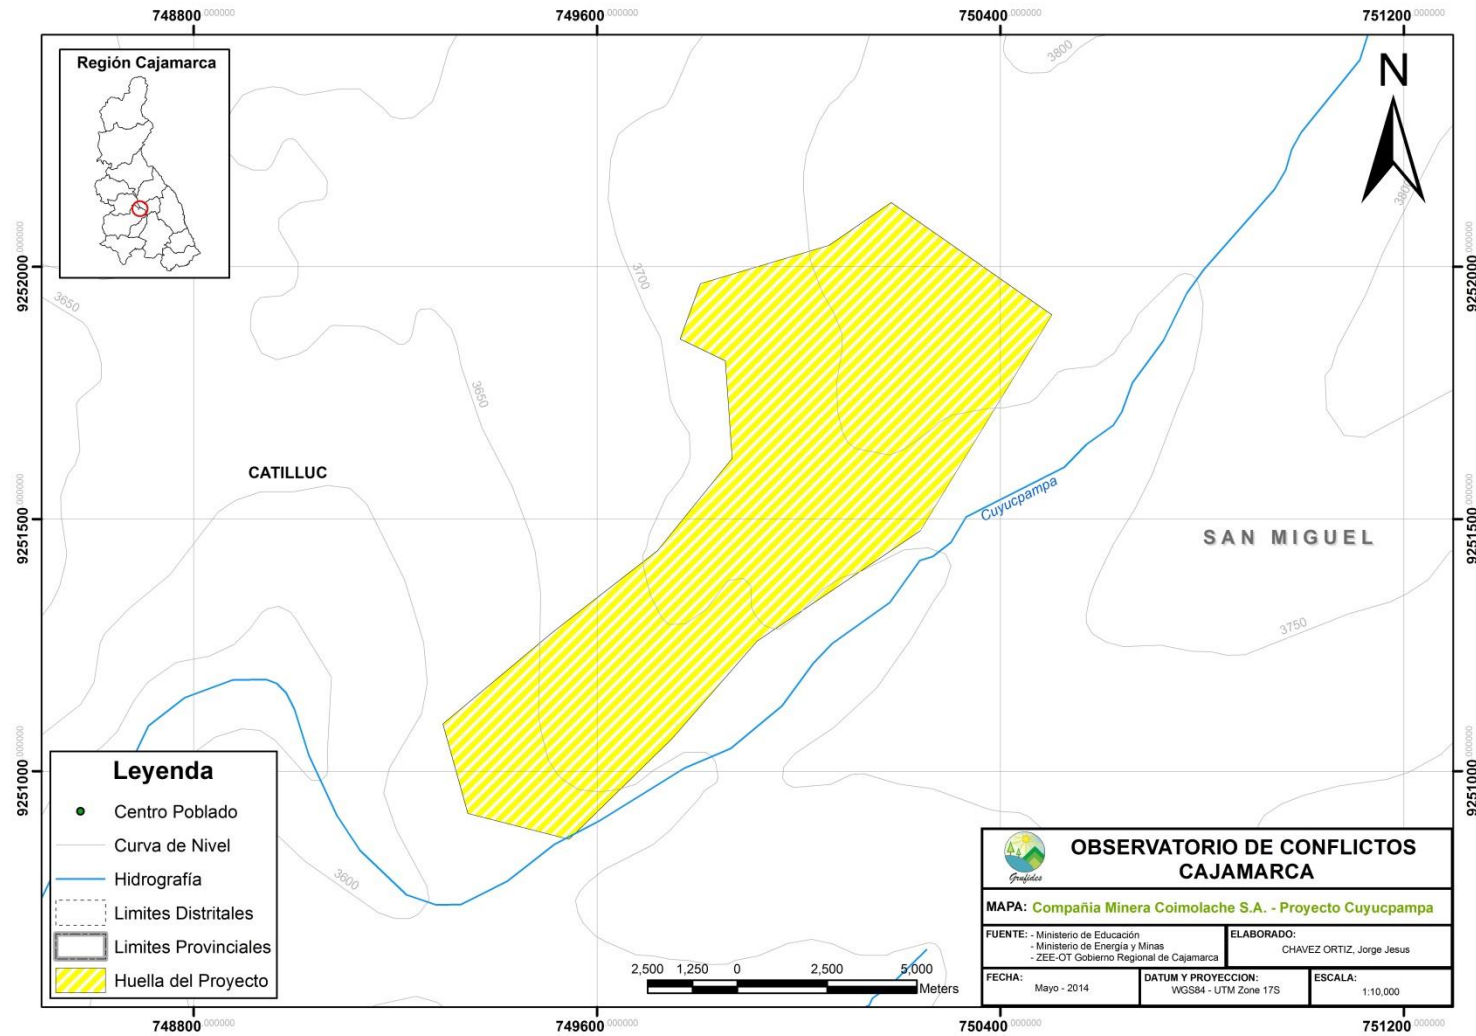 748800.000000 749600.000000 750400.000000 751200.000000
Región Cajamarca
N
3800
3800
9252000.000000
9252000.000000
3700
3650
3650
CATILLUC
Cuyucpampa
9251500.000000
9251500.000000
SAN MIGUEL
3750
9251000.000000
9251000.000000
3600
Leyenda
Centro Poblado
Curva de Nivel
Hidrografía
Limites Distritales
Limites Provinciales
Huella del Proyecto
2,500 1,250 0 2,500 5,000
Meters
Grufides
OBSERVATORIO DE CONFLICTOS
CAJAMARCA
MAPA: Compañia Minera Coimolache S.A. - Proyecto Cuyucpampa
FUENTE: - Ministerio de Educación
- Ministerio de Energía y Minas
- ZEE-OT Gobierno Regional de Cajamarca
ELABORADO:
CHAVEZ ORTIZ, Jorge Jesus
FECHA:
Mayo - 2014
DATUM Y PROYECCION:
WGS84 - UTM Zone 17S
ESCALA:
1:10,000
748800.000000 749600.000000 750400.000000 751200.000000